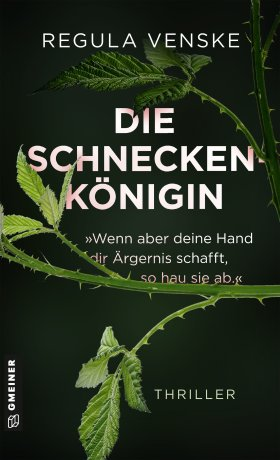 REGULA VENSKE
DIE
SCHNECKEN-
KÖNIGIN
»Wenn aber deine Hand
dir Ärgernis schafft,
so hau sie ab.«
THRILLER
GMEINER